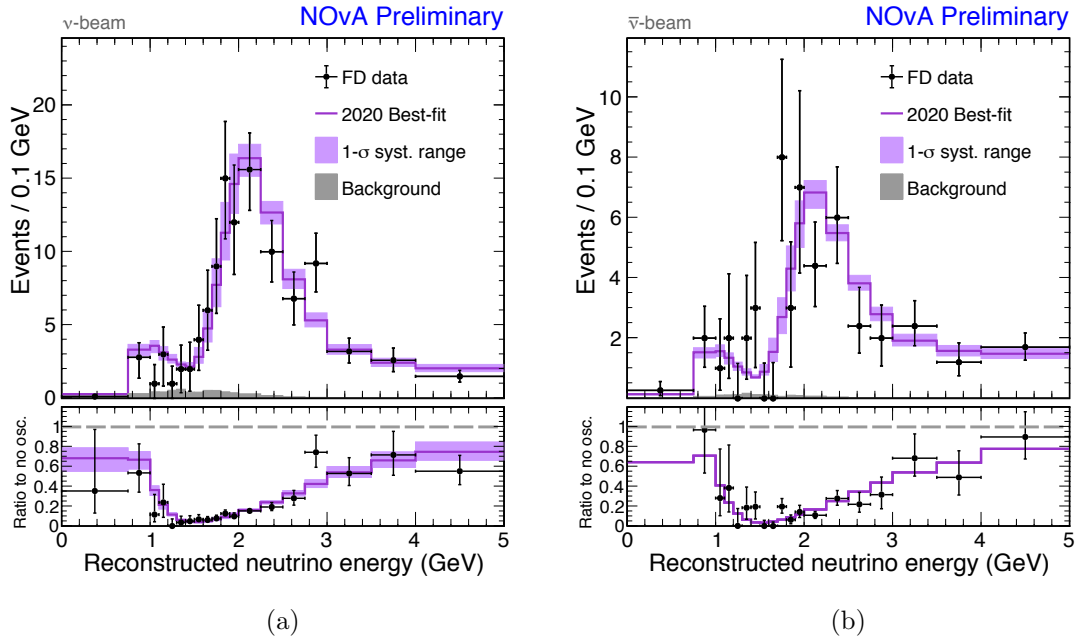 ν-beam
NOvA Preliminary
FD data
2020 Best-fit
1-σ syst. range
Background
Events / 0.1 GeV
20
15
10
5
0
Ratio to no osc.
1
0.8
0.6
0.4
0.2
0
0 1 2 3 4 5
Reconstructed neutrino energy (GeV)
(a)
ν̄-beam
NOvA Preliminary
FD data
2020 Best-fit
1-σ syst. range
Background
Events / 0.1 GeV
12
10
8
6
4
2
0
Ratio to no osc.
1
0.8
0.6
0.4
0.2
0
0 1 2 3 4 5
Reconstructed neutrino energy (GeV)
(b)